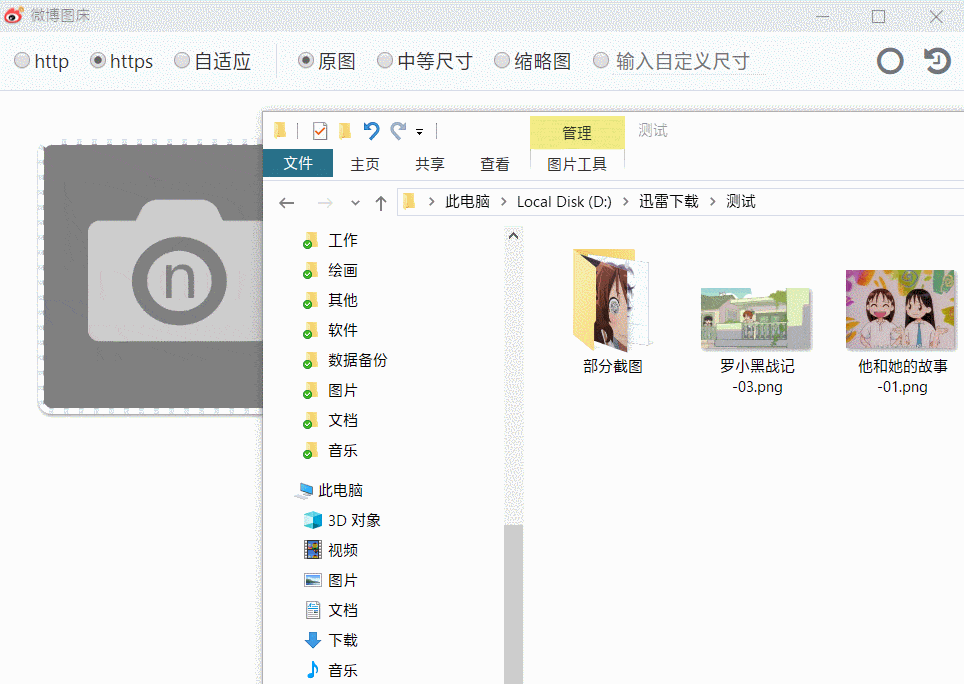 微博图床
http https 自适应 原图 中等尺寸 缩略图 输入自定义尺寸
管理 测试
文件 主页 共享 查看 图片工具
此电脑 Local Disk (D:) 迅雷下载 测试
工作
绘画
其他
软件
数据备份
图片
文档
音乐
此电脑
3D 对象
视频
图片
文档
下载
音乐
n
部分截图
罗小黑战记
-03.png
他和她的故事
-01.png